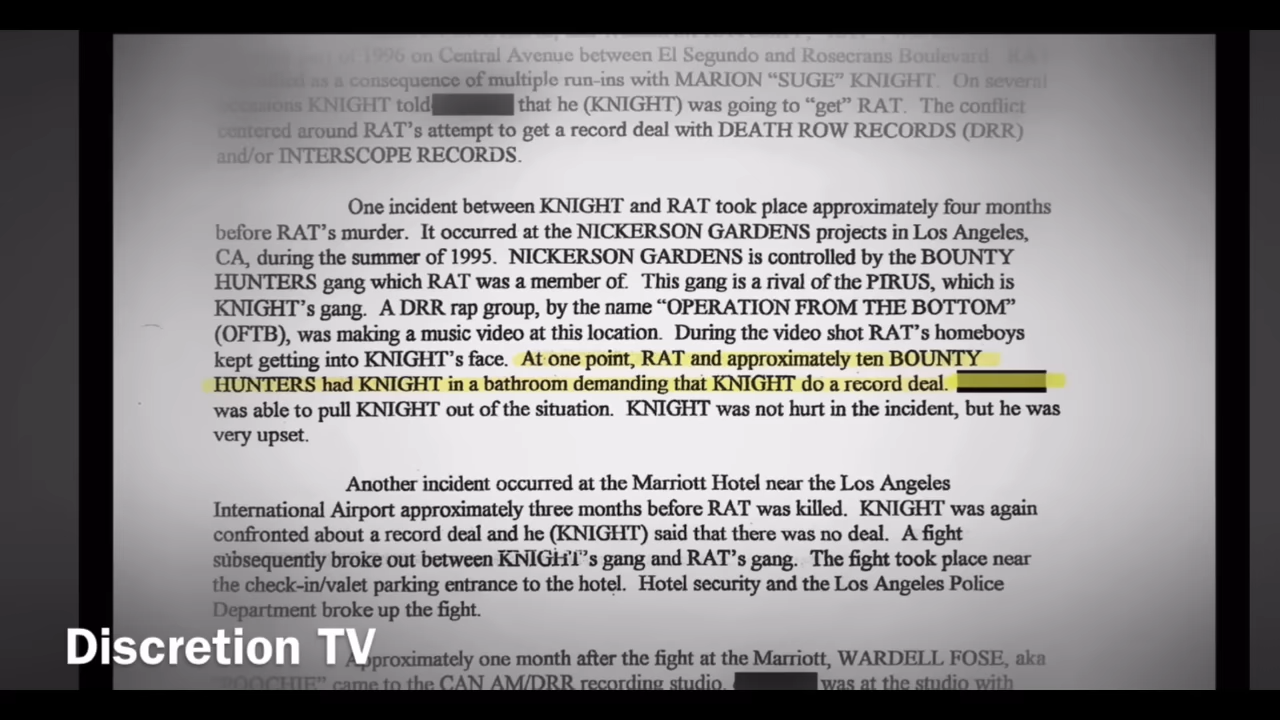 of 1996 on Central Avenue between El Segundo and Rosecrans Boulevard. RAT
as a consequence of multiple run-ins with MARION “SUGE” KNIGHT. On several
occasions KNIGHT told that he (KNIGHT) was going to “get” RAT. The conflict
centered around RAT’s attempt to get a record deal with DEATH ROW RECORDS (DRR)
and/or INTERSCOPE RECORDS.
One incident between KNIGHT and RAT took place approximately four months
before RAT’s murder. It occurred at the NICKERSON GARDENS projects in Los Angeles,
CA, during the summer of 1995. NICKERSON GARDENS is controlled by the BOUNTY
HUNTERS gang which RAT was a member of. This gang is a rival of the PIRUS, which is
KNIGHT’s gang. A DRR rap group, by the name “OPERATION FROM THE BOTTOM”
(OFTB), was making a music video at this location. During the video shot RAT’s homeboys
kept getting into KNIGHT’s face. At one point, RAT and approximately ten BOUNTY
HUNTERS had KNIGHT in a bathroom demanding that KNIGHT do a record deal.
was able to pull KNIGHT out of the situation. KNIGHT was not hurt in the incident, but he was
very upset.
Another incident occurred at the Marriott Hotel near the Los Angeles
International Airport approximately three months before RAT was killed. KNIGHT was again
confronted about a record deal and he (KNIGHT) said that there was no deal. A fight
subsequently broke out between KNIGHT’s gang and RAT’s gang. The fight took place near
the check-in/valet parking entrance to the hotel. Hotel security and the Los Angeles Police
Department broke up the fight.
Discretion TV
Approximately one month after the fight at the Marriott, WARDELL FOSE, aka
“POOCHIE” came to the CAN AM/DRR recording studio. was at the studio with